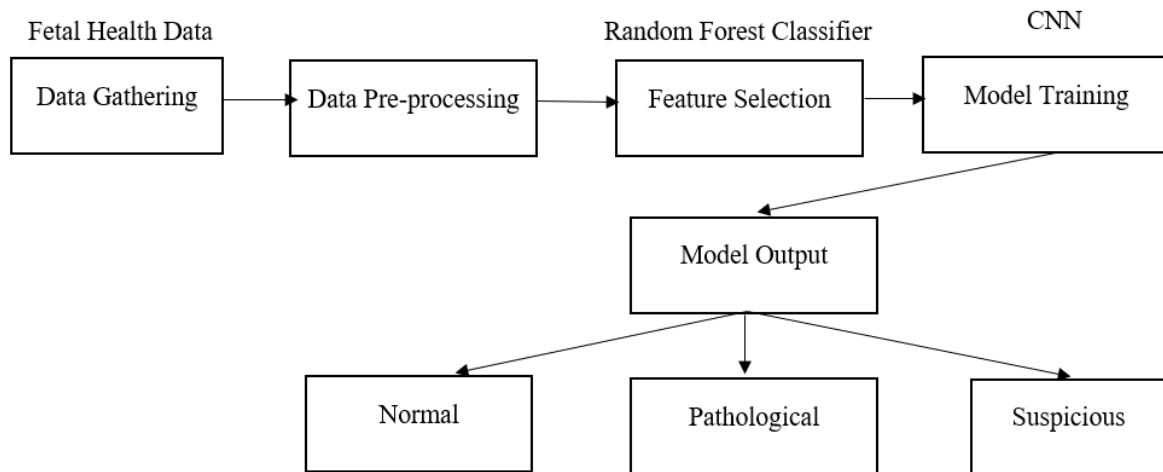 Fetal Health Data
Random Forest Classifier
CNN
Data Gathering
Data Pre-processing
Feature Selection
Model Training
Model Output
Normal
Pathological
Suspicious